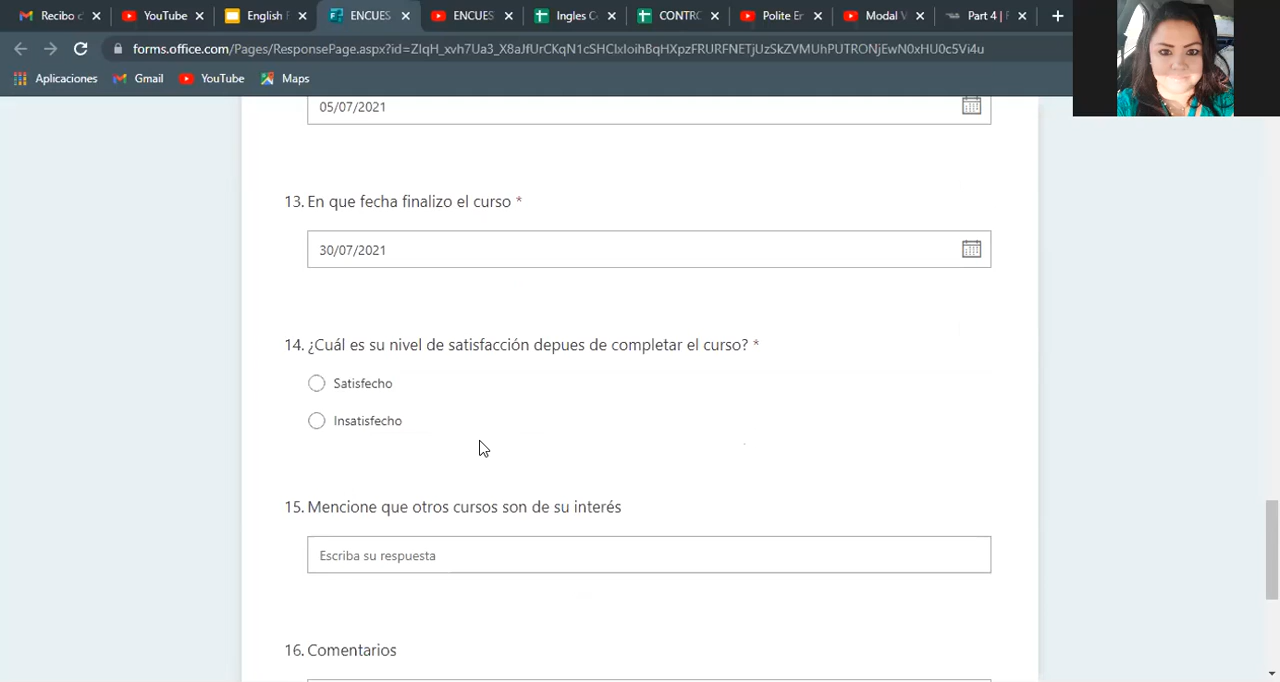 Recibo c
YouTube
English F
ENCUES
ENCUES
Ingles C
CONTRO
Polite Er
Modal V
Part 4 | F
forms.office.com/Pages/ResponsePage.aspx?id=ZIqH_xvh7Ua3_X8aJfUrCKqN1cSHCIxIoihBqHXpzFRURFNETjUzSkZVMUhPUTRONjEwN0xHU0c5Vi4u
Aplicaciones
Gmail
YouTube
Maps
05/07/2021
13. En que fecha finalizo el curso *
30/07/2021
14. ¿Cuál es su nivel de satisfacción depues de completar el curso? *
Satisfecho
Insatisfecho
15. Mencione que otros cursos son de su interés
Escriba su respuesta
16. Comentarios